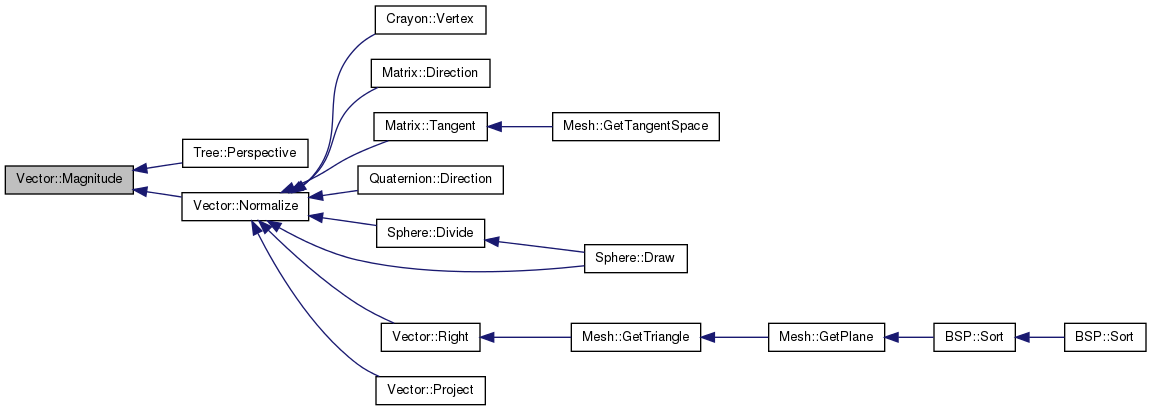 Crayon::Vertex
Matrix::Direction
Matrix::Tangent
Mesh::GetTangentSpace
Tree::Perspective
Vector::Magnitude
Quaternion::Direction
Vector::Normalize
Sphere::Divide
Sphere::Draw
Vector::Right
Mesh::GetTriangle
Mesh::GetPlane
BSP::Sort
BSP::Sort
Vector::Project